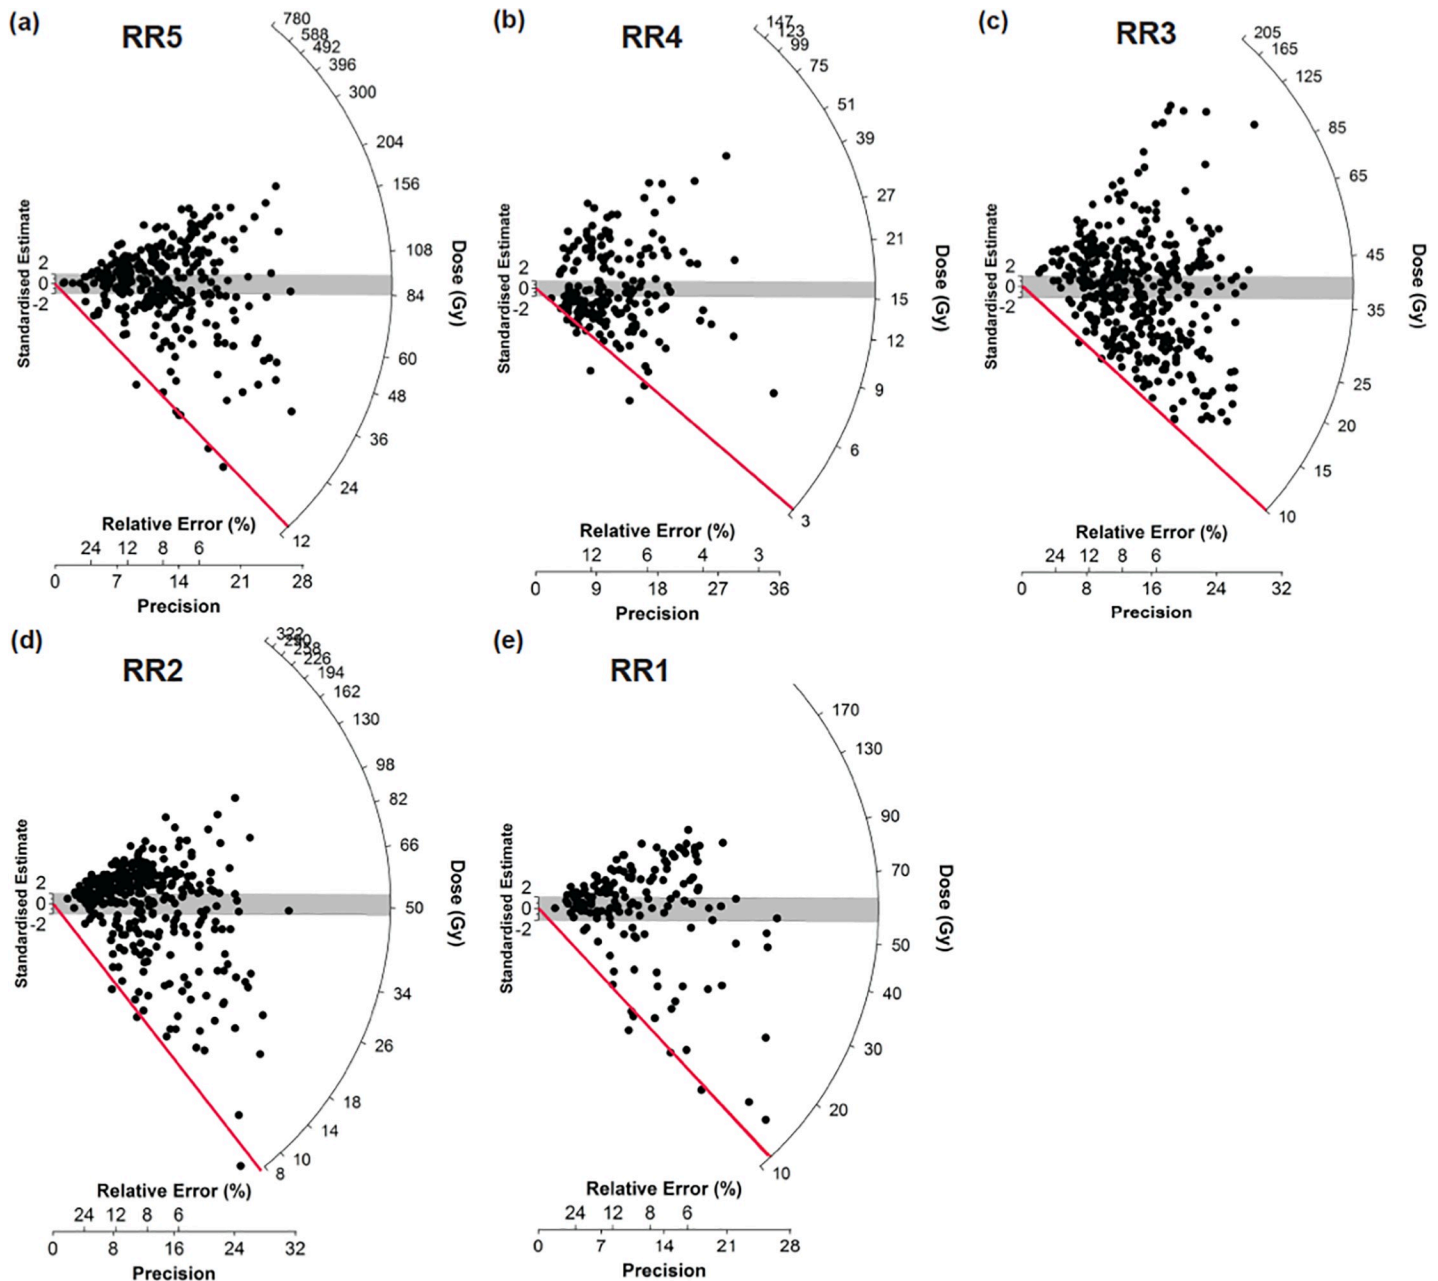 (a)
RR5
780
588
492
396
300
204
156
108
84
60
48
36
24
12
Dose (Gy)
Standardised Estimate
2
0
-2
Relative Error (%)
24 12 8 6
0 7 14 21 28
Precision
(b)
RR4
147
123
99
75
51
39
27
21
15
12
9
6
3
Dose (Gy)
Standardised Estimate
2
0
-2
Relative Error (%)
12 6 4 3
0 9 18 27 36
Precision
(c)
RR3
205
165
125
85
65
45
35
25
20
15
10
Dose (Gy)
Standardised Estimate
2
0
-2
Relative Error (%)
24 12 8 6
0 8 16 24 32
Precision
(d)
RR2
322
290
258
226
194
162
130
98
82
66
50
34
26
18
14
10
8
Dose (Gy)
Standardised Estimate
2
0
-2
Relative Error (%)
24 12 8 6
0 8 16 24 32
Precision
(e)
RR1
170
130
90
70
50
40
30
20
10
Dose (Gy)
Standardised Estimate
2
0
-2
Relative Error (%)
24 12 8 6
0 7 14 21 28
Precision